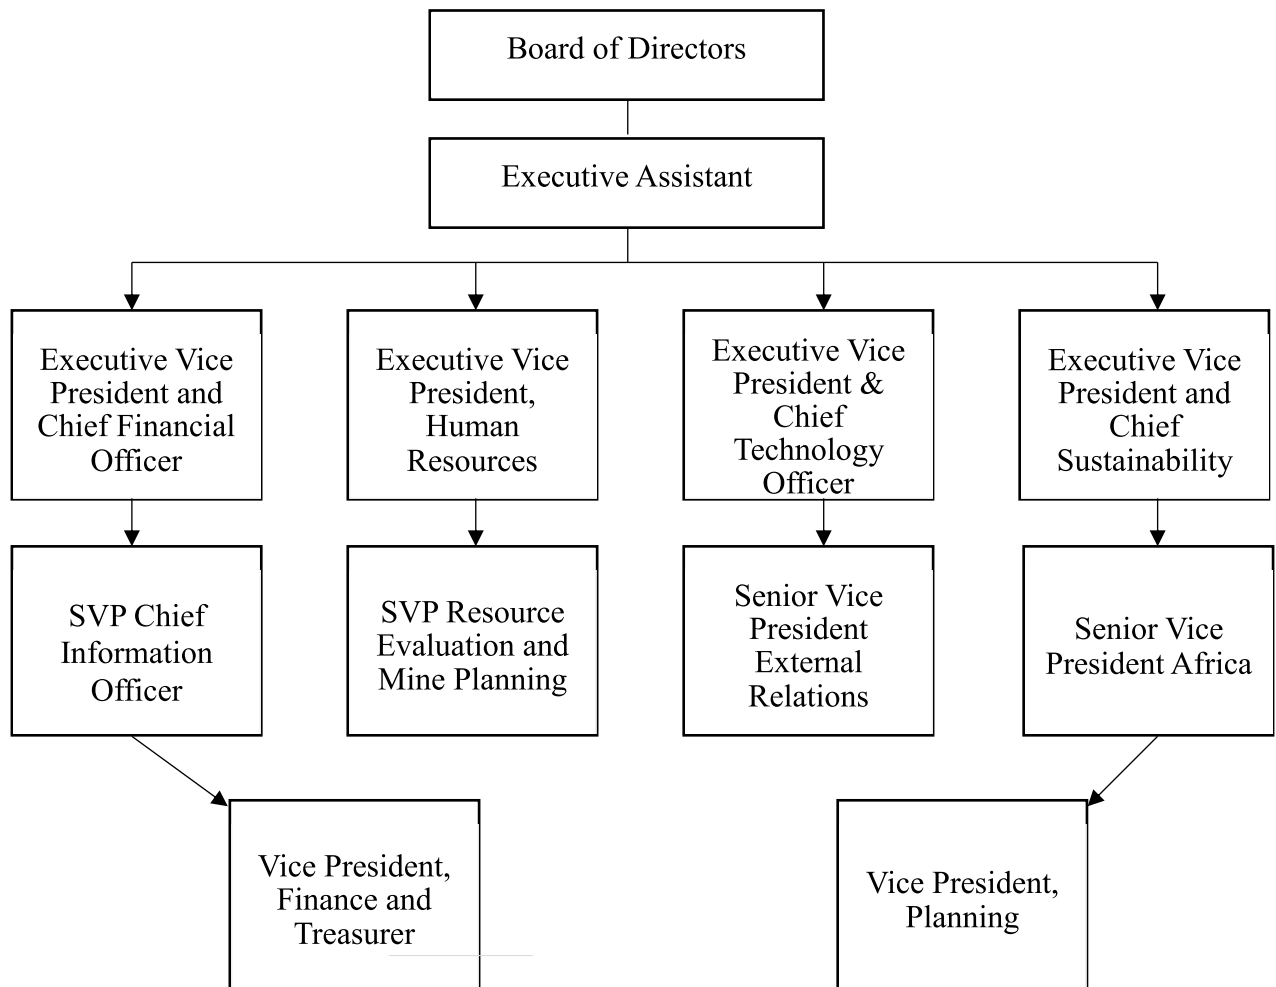 Board of Directors
Executive Assistant
Executive Vice
President and
Chief Financial
Officer
Executive Vice
President,
Human
Resources
Executive Vice
President &
Chief
Technology
Officer
Executive Vice
President and
Chief
Sustainability
SVP Chief
Information
Officer
SVP Resource
Evaluation and
Mine Planning
Senior Vice
President
External
Relations
Senior Vice
President Africa
Vice President,
Finance and
Treasurer
Vice President,
Planning